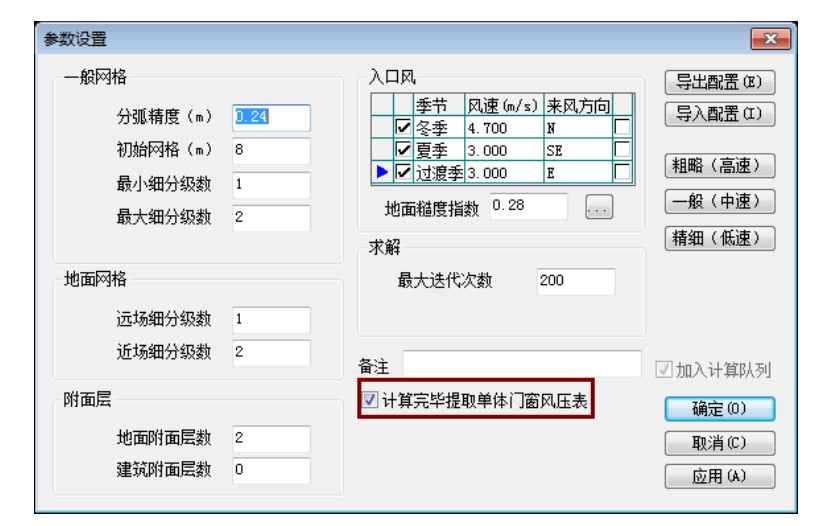 参数设置
一般网格
分弧精度（m） 0.24
初始网格（m） 8
最小细分级数 1
最大细分级数 2
地面网格
远场细分级数 1
近场细分级数 2
附面层
地面附面层数 2
建筑附面层数 0
入口风
季节 风速(m/s) 来风方向
冬季 4.700 N
夏季 3.000 SE
过渡季 3.000 E
地面糙度指数 0.28 ...
求解
最大迭代次数 200
备注
计算完毕提取单体门窗风压表
导出配置(E)
导入配置(I)
粗略（高速）
一般（中速）
精细（低速）
加入计算队列
确定(O)
取消(C)
应用(A)